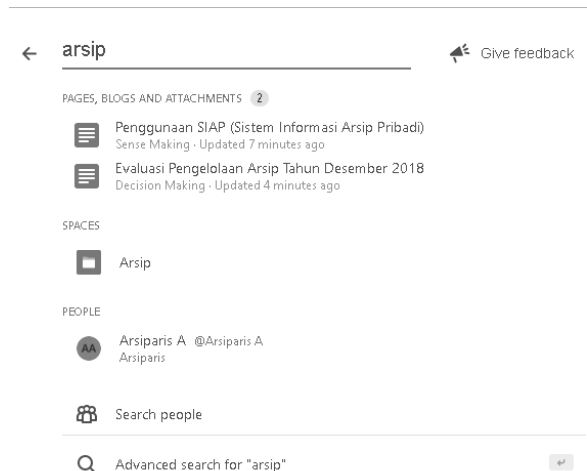 arsip
Give feedback
PAGES, BLOGS AND ATTACHMENTS 2
Penggunaan SIAP (Sistem Informasi Arsip Pribadi)
Sense Making · Updated 7 minutes ago
Evaluasi Pengelolaan Arsip Tahun Desember 2018
Decision Making · Updated 4 minutes ago
SPACES
Arsip
PEOPLE
AA
Arsiparis A @Arsiparis A
Arsiparis
Search people
Advanced search for "arsip"